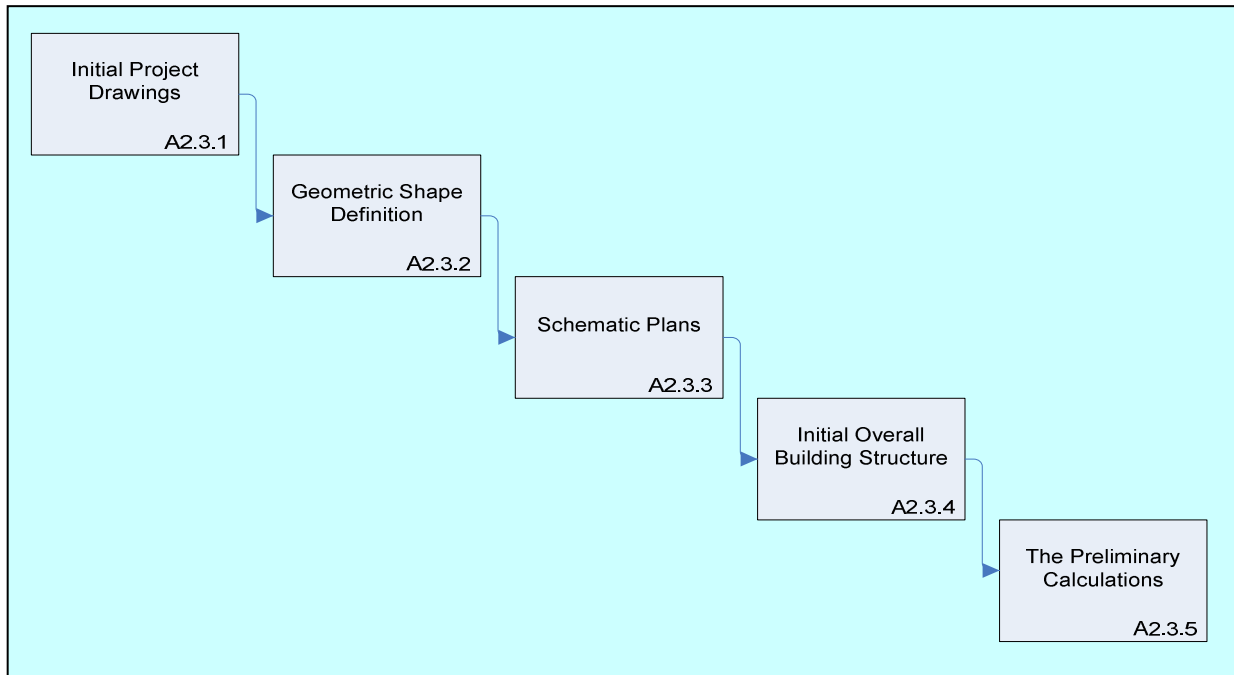 Initial Project
Drawings
A2.3.1
Geometric Shape
Definition
A2.3.2
Schematic Plans
A2.3.3
Initial Overall
Building Structure
A2.3.4
The Preliminary
Calculations
A2.3.5